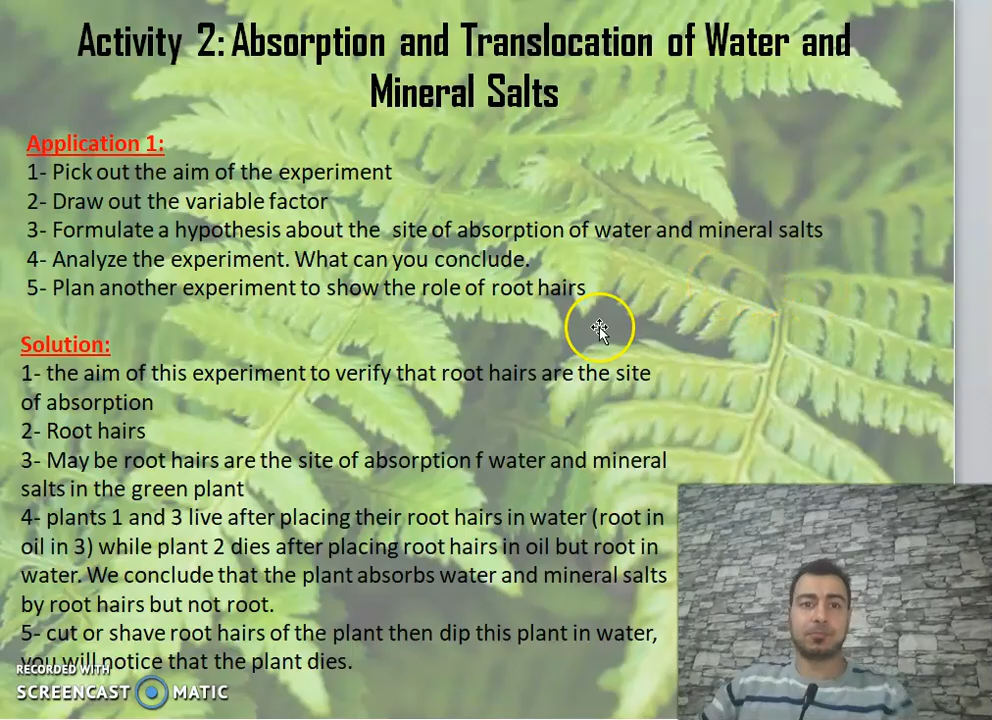 Activity 2: Absorption and Translocation of Water and
Mineral Salts
Application 1:
1- Pick out the aim of the experiment
2- Draw out the variable factor
3- Formulate a hypothesis about the site of absorption of water and mineral salts
4- Analyze the experiment. What can you conclude.
5- Plan another experiment to show the role of root hairs
Solution:
1- the aim of this experiment to verify that root hairs are the site
of absorption
2- Root hairs
3- May be root hairs are the site of absorption f water and mineral
salts in the green plant
4- plants 1 and 3 live after placing their root hairs in water (root in
oil in 3) while plant 2 dies after placing root hairs in oil but root in
water. We conclude that the plant absorbs water and mineral salts
by root hairs but not root.
5- cut or shave root hairs of the plant then dip this plant in water,
you will notice that the plant dies.
RECORDED WITH
SCREENCAST MATIC